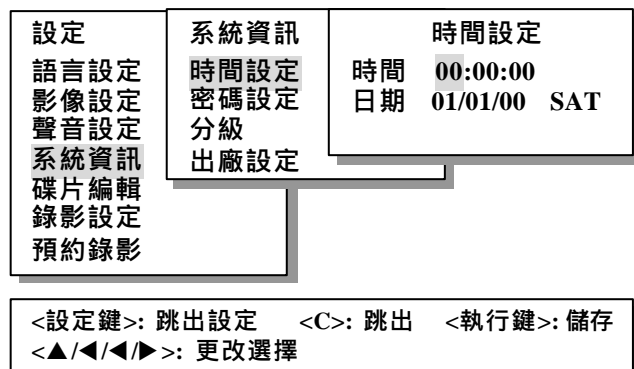 設定
語言設定
影像設定
聲音設定
系統資訊
碟片編輯
錄影設定
預約錄影
系統資訊
時間設定
密碼設定
分級
出廠設定
時間設定
時間 00:00:00
日期 01/01/00 SAT
<設定鍵>: 跳出設定 <C>: 跳出 <執行鍵>: 儲存
<▲/◀/◀/▶>: 更改選擇